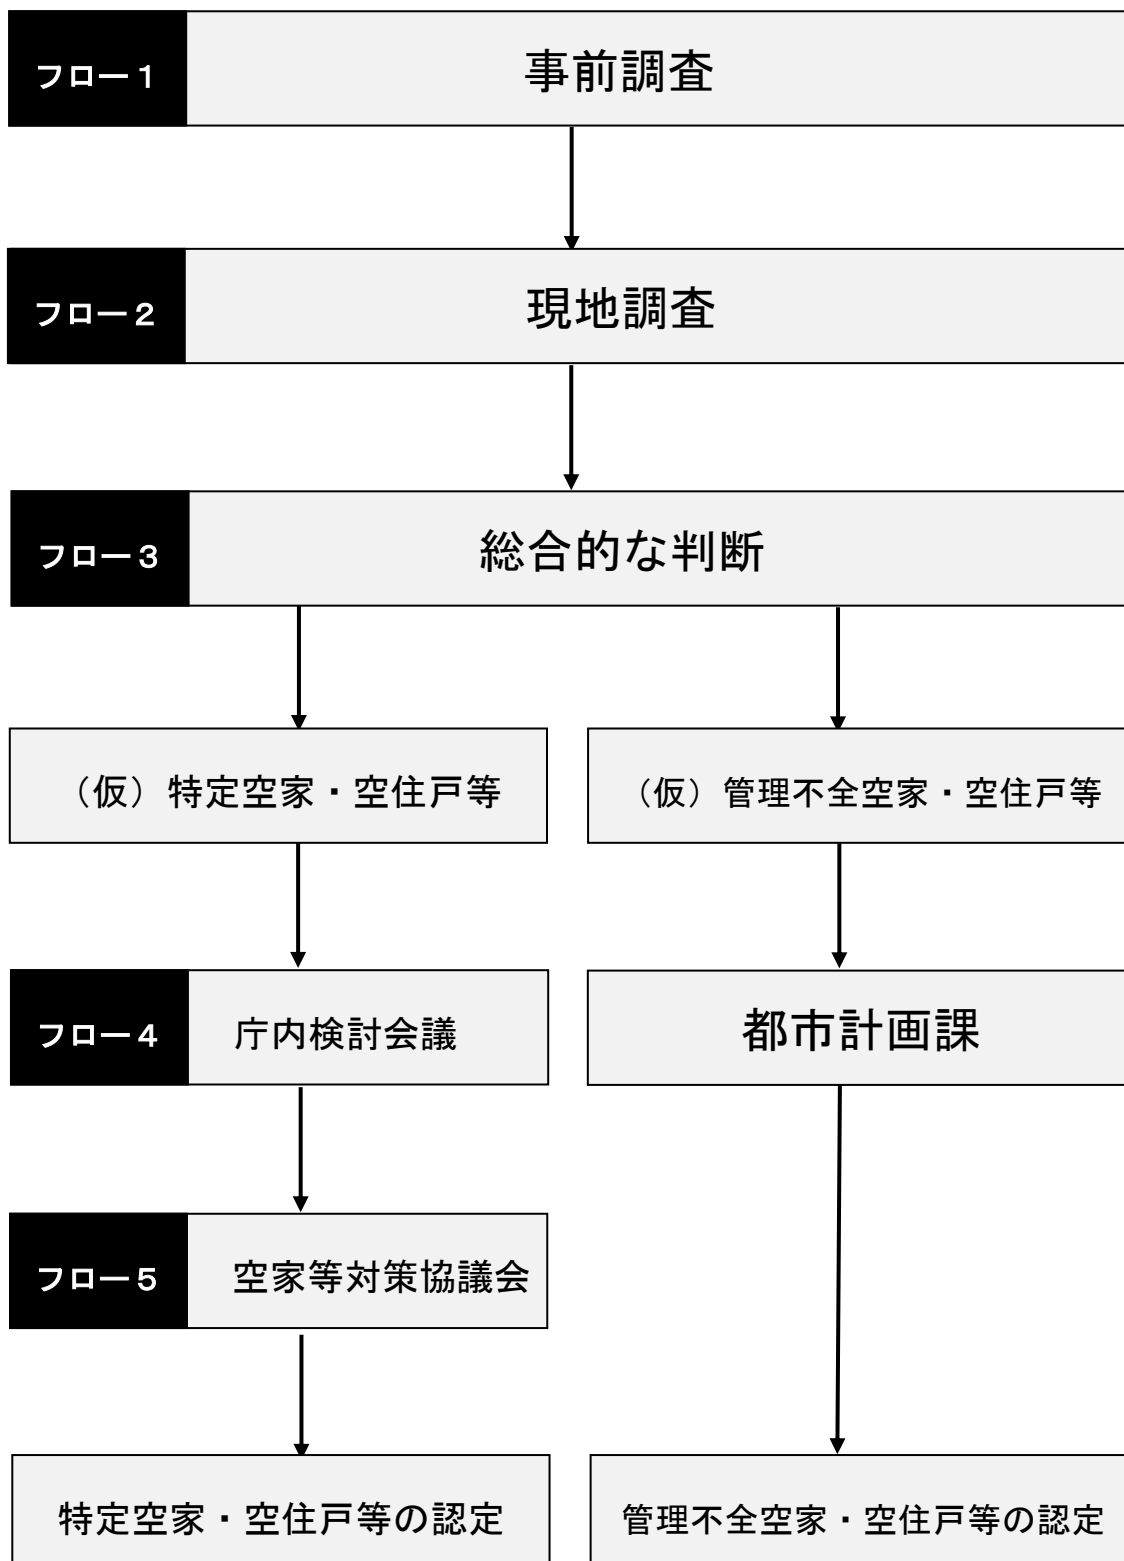 フロー１
事前調査
フロー２
現地調査
フロー３
総合的な判断
（仮）特定空家・空住戸等
（仮）管理不全空家・空住戸等
フロー４
庁内検討会議
都市計画課
フロー５
空家等対策協議会
特定空家・空住戸等の認定
管理不全空家・空住戸等の認定